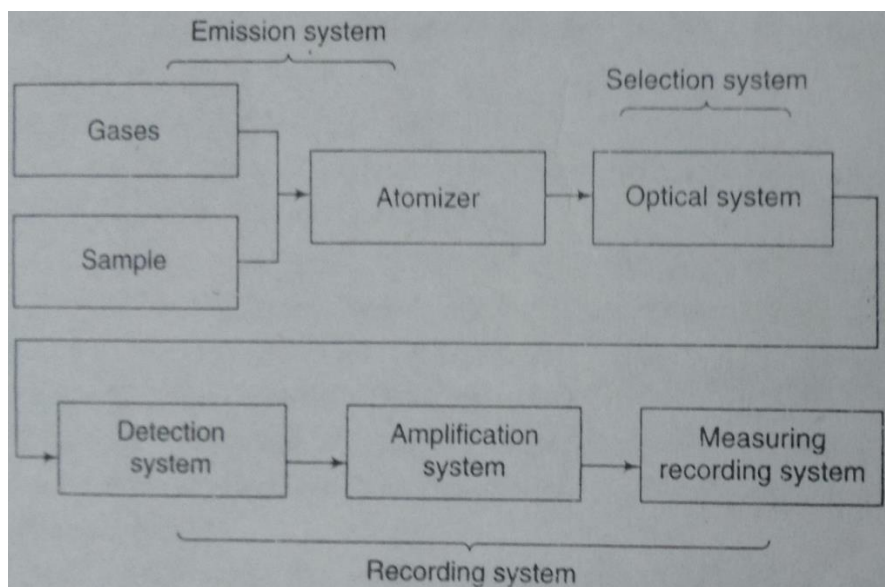 Emission system
Selection system
Gases
Atomizer
Optical system
Sample
Detection
system
Amplification
system
Measuring
recording system
Recording system